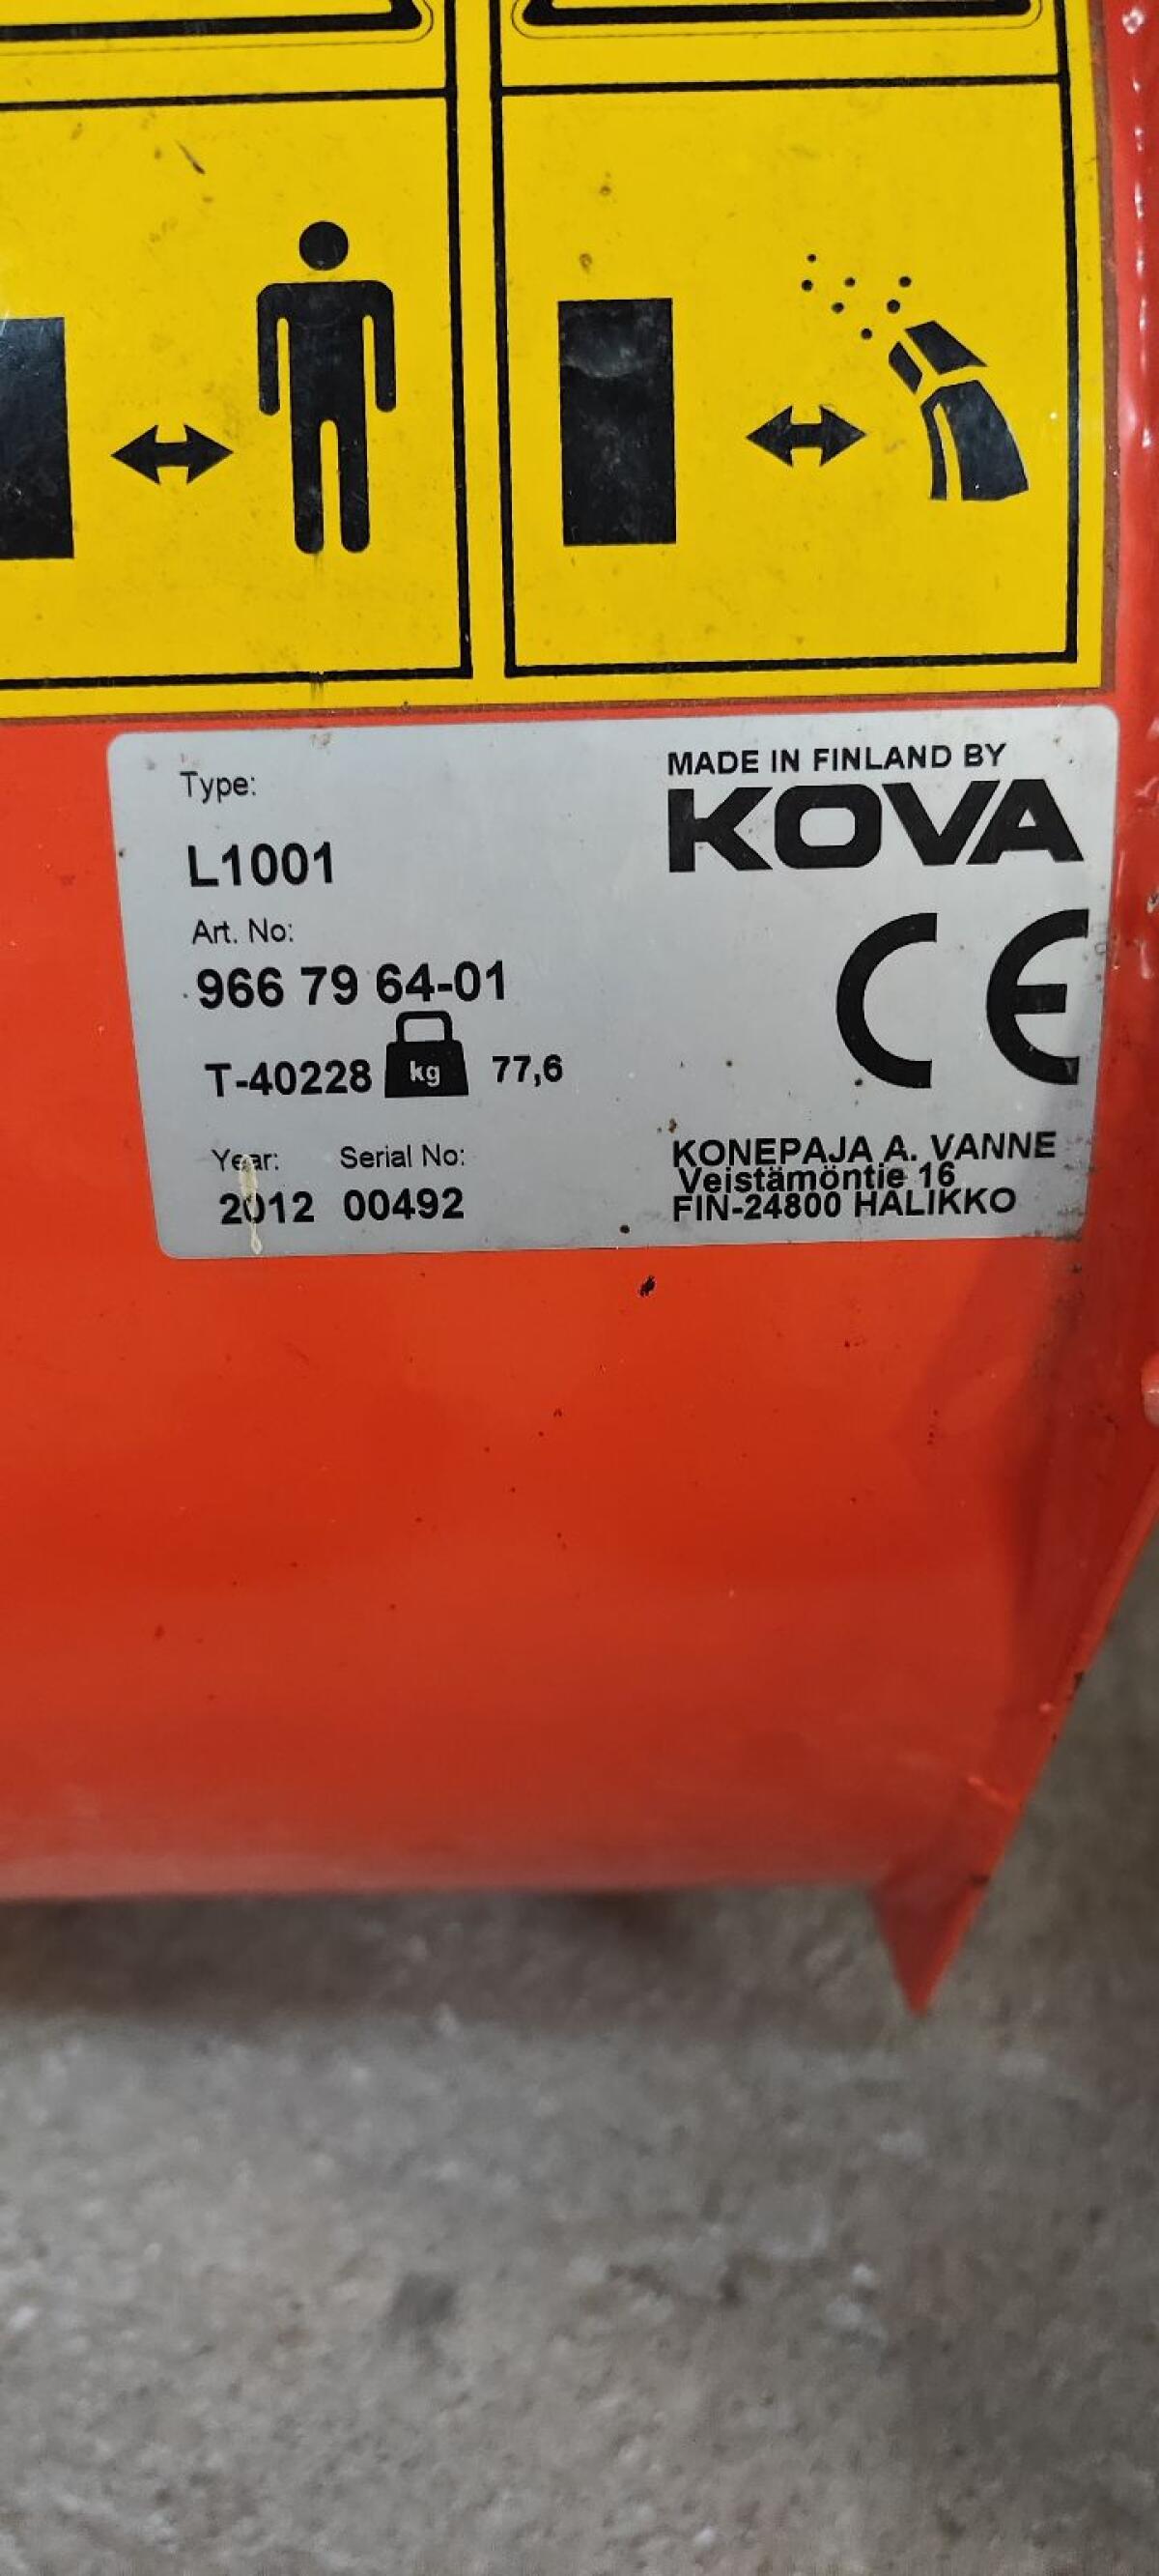 Type:
L1001
Art. No:
966 79 64-01
T-40228 kg 77,6
Year: Serial No:
2012 00492
MADE IN FINLAND BY
KOVA
CE
KONEPAJA A. VANNE
Veistämöntie 16
FIN-24800 HALIKKO